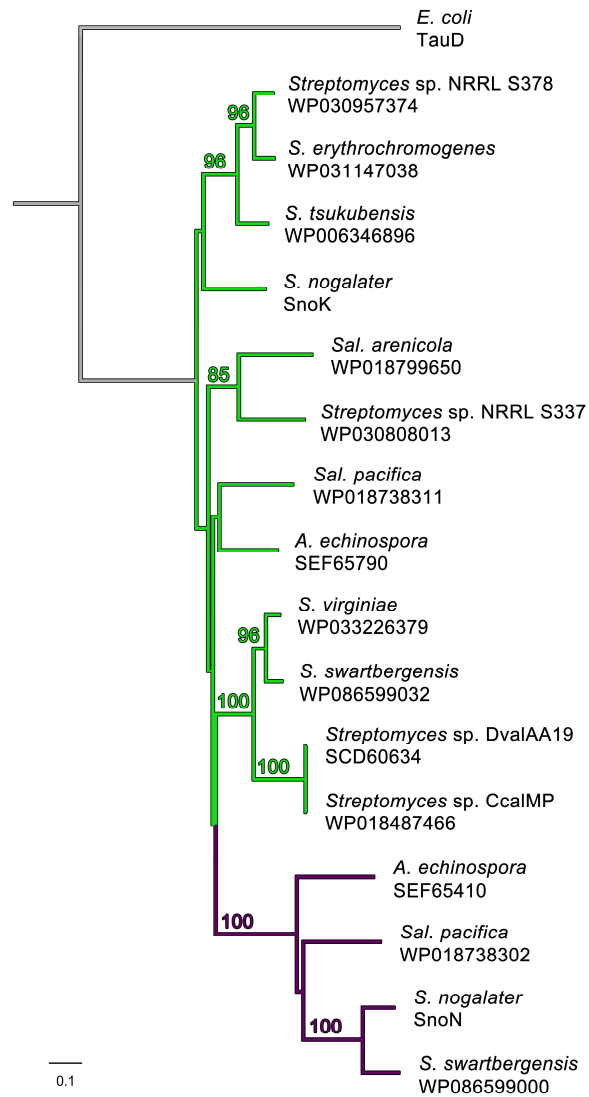 E. coli
TauD
Streptomyces sp. NRRL S378
WP030957374
96
S. erythrochromogenes
WP031147038
96
S. tsukubensis
WP006346896
S. nogalater
SnoK
Sal. arenicola
WP018799650
85
Streptomyces sp. NRRL S337
WP030808013
Sal. pacifica
WP018738311
A. echinospora
SEF65790
S. virginiae
WP033226379
96
S. swartbergensis
WP086599032
100
Streptomyces sp. DvalAA19
SCD60634
100
Streptomyces sp. CcalMP
WP018487466
A. echinospora
SEF65410
100
Sal. pacifica
WP018738302
S. nogalater
SnoN
100
S. swartbergensis
WP086599000
0.1